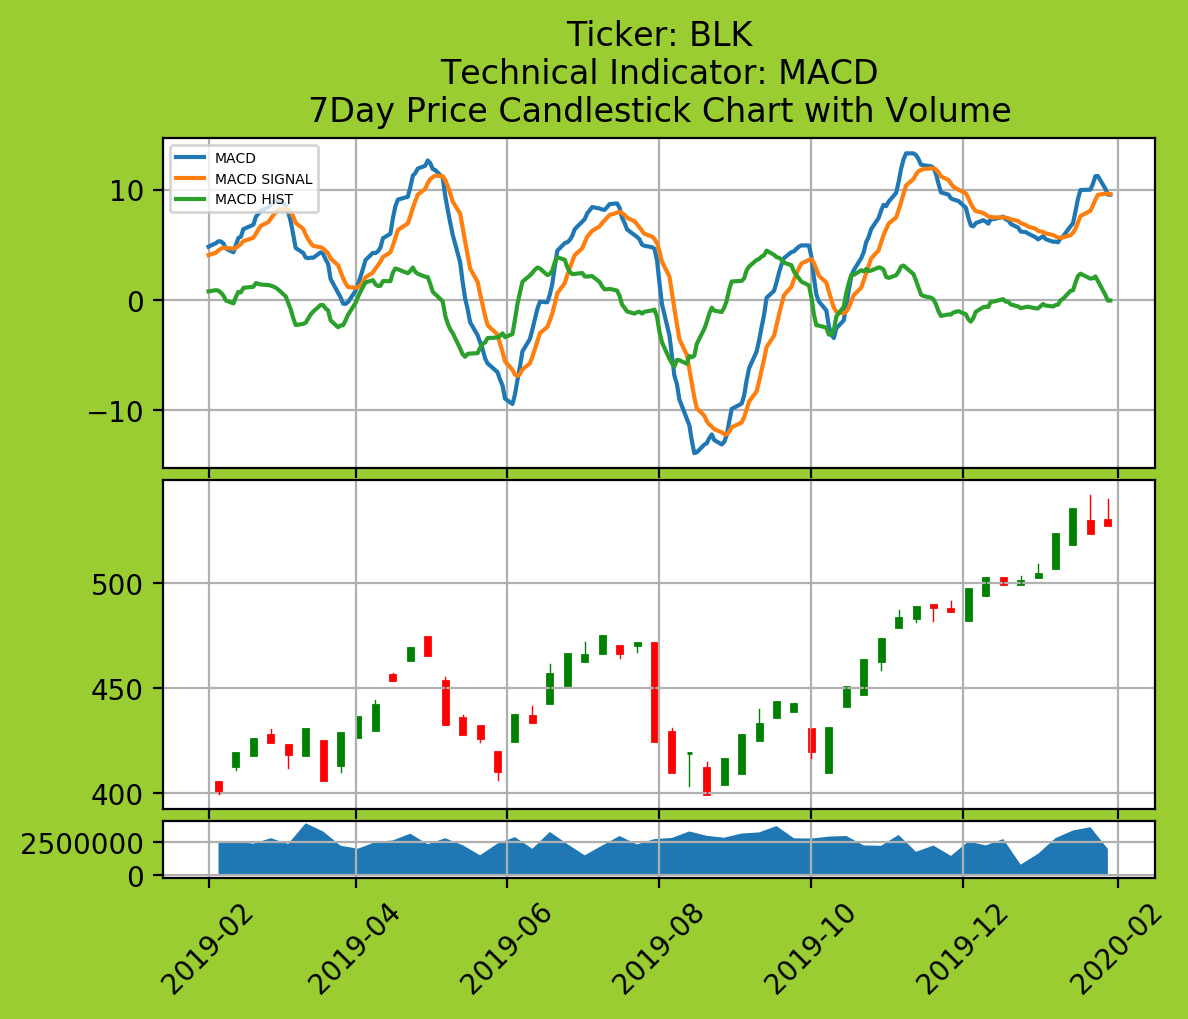 Ticker: BLK
Technical Indicator: MACD
7Day Price Candlestick Chart with Volume
MACD
MACD SIGNAL
MACD HIST
10
0
−10
500
450
400
2500000
0
2019-02
2019-04
2019-06
2019-08
2019-10
2019-12
2020-02